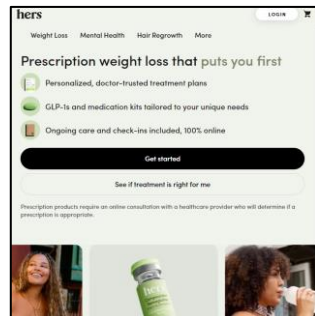 hers
LOGIN
Weight Loss Mental Health Hair Regrowth More
Prescription weight loss that puts you first
Personalized, doctor-trusted treatment plans
GLP-1s and medication kits tailored to your unique needs
Ongoing care and check-ins included, 100% online
Get started
See if treatment is right for me
Prescription products require an online consultation with a healthcare provider who will determine if a
prescription is appropriate.
hers